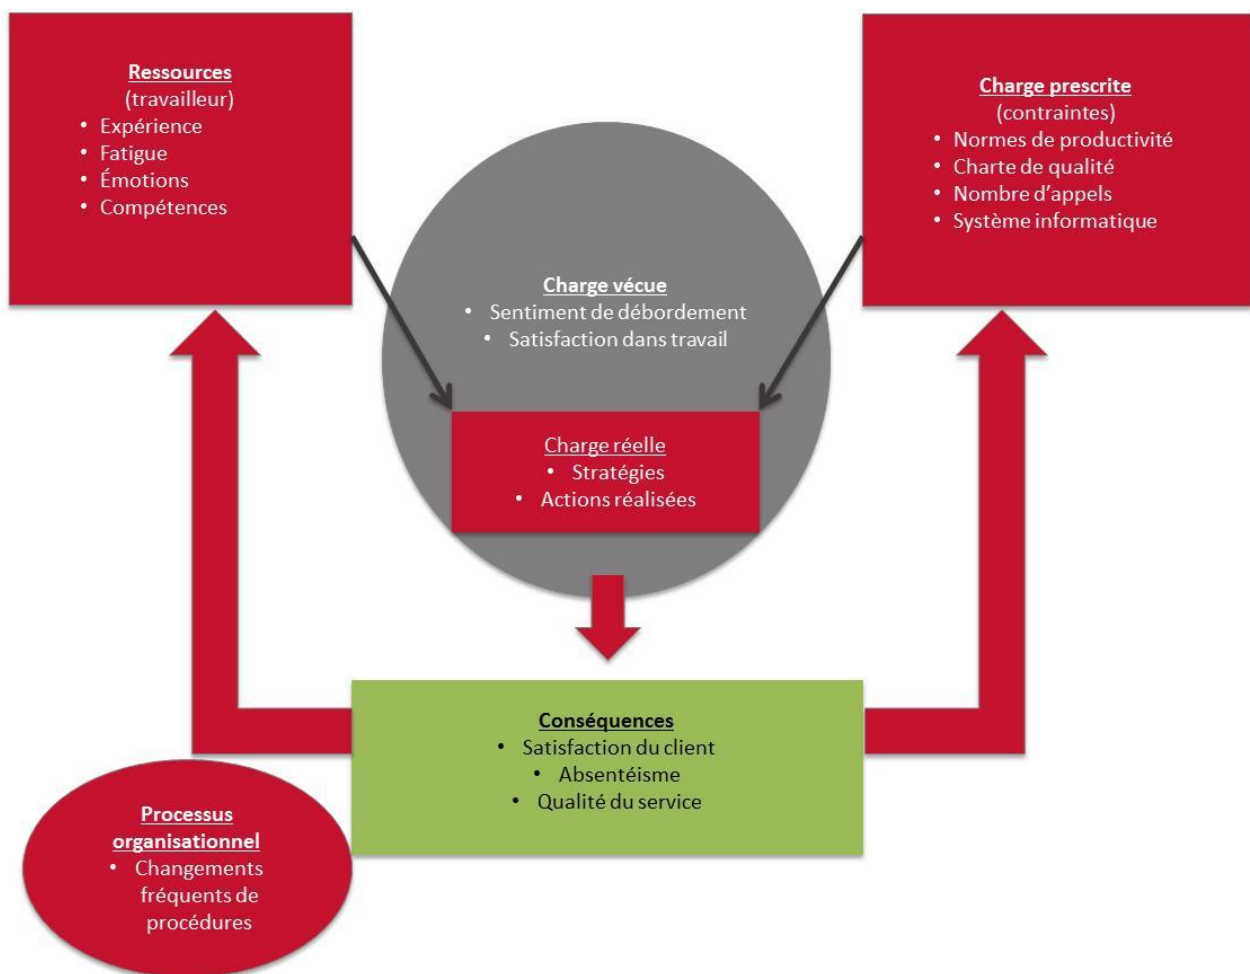 Ressources
(travailleur)
• Expérience
• Fatigue
• Émotions
• Compétences
Charge prescrite
(contraintes)
• Normes de productivité
• Charte de qualité
• Nombre d’appels
• Système informatique
Charge vécue
• Sentiment de débordement
• Satisfaction dans travail
Charge réelle
• Stratégies
• Actions réalisées
Conséquences
• Satisfaction du client
• Absentéisme
• Qualité du service
Processus
organisationnel
• Changements
fréquents de
procédures